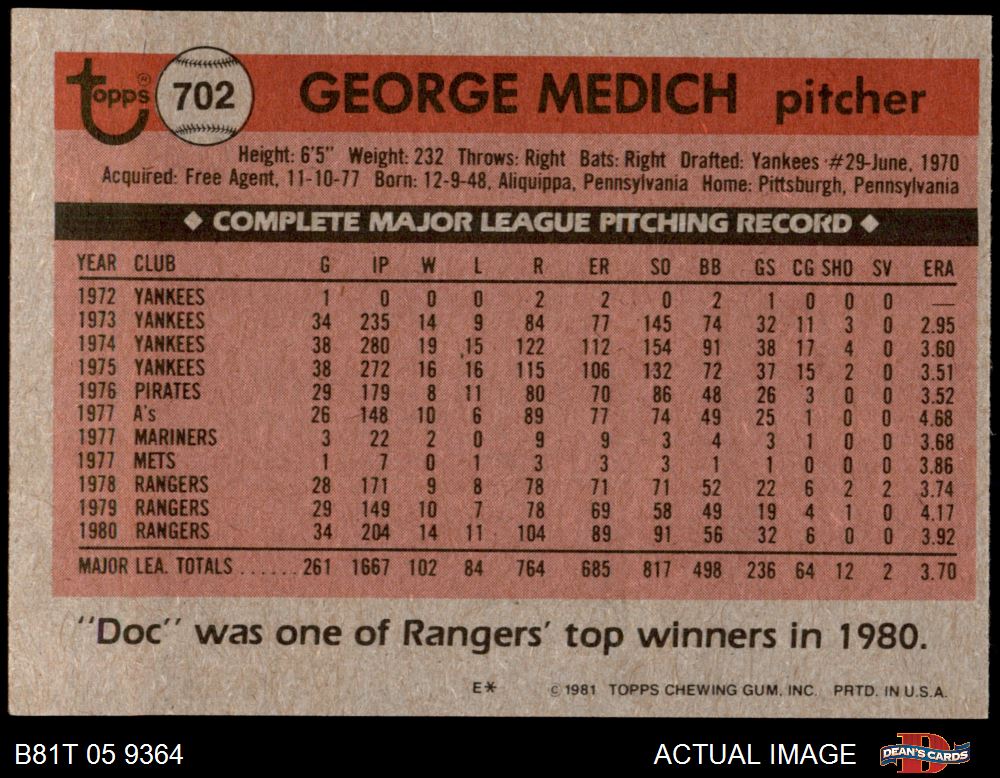 Topps® 702 GEORGE MEDICH pitcher
Height: 6'5" Weight: 232 Throws: Right Bats: Right Drafted: Yankees #29-June, 1970
Acquired: Free Agent, 11-10-77 Born: 12-9-48, Aliquippa, Pennsylvania Home: Pittsburgh, Pennsylvania
◆ COMPLETE MAJOR LEAGUE PITCHING RECORD ◆
YEAR CLUB G IP W L R ER SO BB GS CG SHO SV ERA
1972 YANKEES 1 0 0 0 2 2 0 2 1 0 0 0 —
1973 YANKEES 34 235 14 9 84 77 145 74 32 11 3 0 2.95
1974 YANKEES 38 280 19 15 122 112 154 91 38 17 4 0 3.60
1975 YANKEES 38 272 16 16 115 106 132 72 37 15 2 0 3.51
1976 PIRATES 29 179 8 11 80 70 86 48 26 3 0 0 3.52
1977 A's 26 148 10 6 89 77 74 49 25 1 0 0 4.68
1977 MARINERS 3 22 2 0 9 9 3 4 3 1 0 0 3.68
1977 METS 1 7 0 1 3 3 3 1 1 0 0 0 3.86
1978 RANGERS 28 171 9 8 78 71 71 52 22 6 2 2 3.74
1979 RANGERS 29 149 10 7 78 69 58 49 19 4 1 0 4.17
1980 RANGERS 34 204 14 11 104 89 91 56 32 6 0 0 3.92
MAJOR LEA. TOTALS ...... 261 1667 102 84 764 685 817 498 236 64 12 2 3.70
"Doc" was one of Rangers' top winners in 1980.
E* © 1981 TOPPS CHEWING GUM, INC. PRTD. IN U.S.A.
B81T 05 9364 ACTUAL IMAGE DEAN'S CARDS